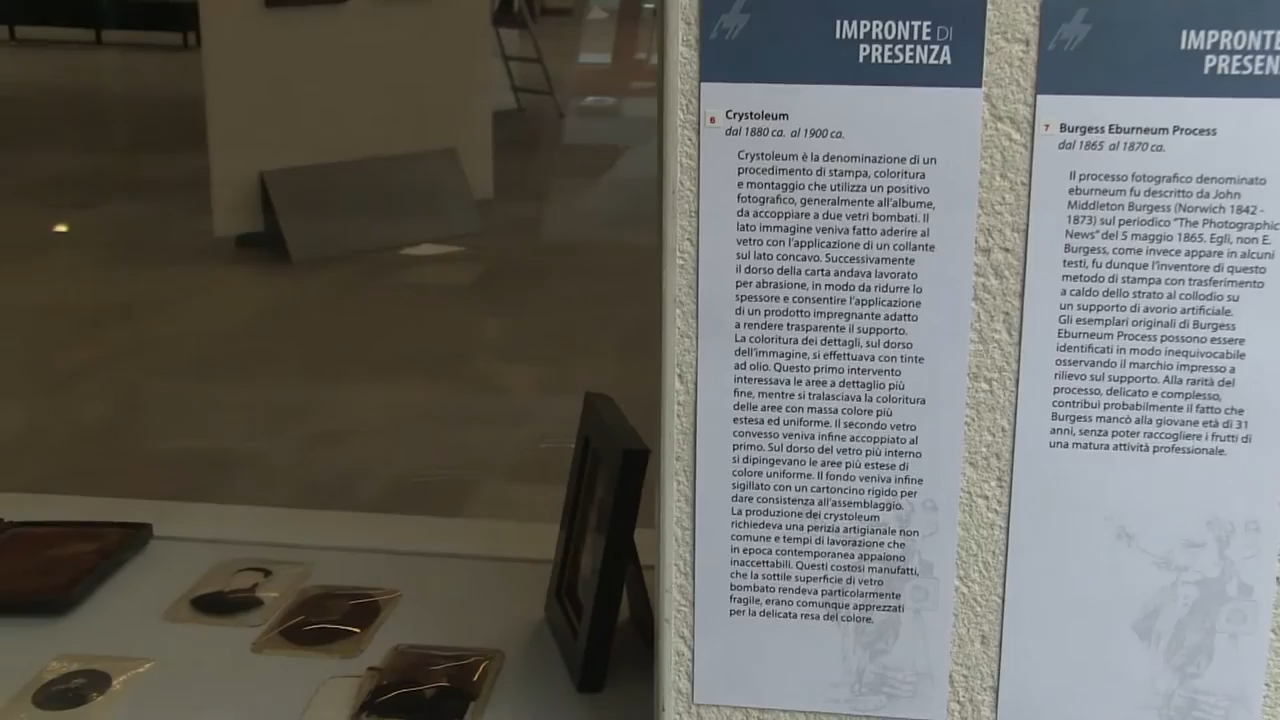 IMPRONTE DI
PRESENZA
6
Crystoleum
dal 1880 ca. al 1900 ca.
Crystoleum è la denominazione di un
procedimento di stampa, coloritura
e montaggio che utilizza un positivo
fotografico, generalmente all'albume,
da accoppiare a due vetri bombati. Il
lato immagine veniva fatto aderire al
vetro con l'applicazione di un collante
sul lato concavo. Successivamente
il dorso della carta andava lavorato
per abrasione, in modo da ridurre lo
spessore e consentire l'applicazione
di un prodotto impregnante adatto
a rendere trasparente il supporto.
La coloritura dei dettagli, sul dorso
dell'immagine, si effettuava con tinte
ad olio. Questo primo intervento
interessava le aree a dettaglio più
fine, mentre si tralasciava la coloritura
delle aree con massa colore più
estesa ed uniforme. Il secondo vetro
convesso veniva infine accoppiato al
primo. Sul dorso del vetro più interno
si dipingevano le aree più estese di
colore uniforme. Il fondo veniva infine
sigillato con un cartoncino rigido per
dare consistenza all'assemblaggio.
La produzione dei crystoleum
richiedeva una perizia artigianale non
comune e tempi di lavorazione che
in epoca contemporanea appaiono
inaccettabili. Questi costosi manufatti,
che la sottile superficie di vetro
bombato rendeva particolarmente
fragile, erano comunque apprezzati
per la delicata resa del colore.
IMPRONTE
PRESEN
7
Burgess Eburneum Process
dal 1865 al 1870 ca.
Il processo fotografico denominato
eburneum fu descritto da John
Middleton Burgess (Norwich 1842 -
1873) sul periodico "The Photographic
News" del 5 maggio 1865. Egli, non E.
Burgess, come invece appare in alcuni
testi, fu dunque l'inventore di questo
metodo di stampa con trasferimento
a caldo dello strato al collodio su
un supporto di avorio artificiale.
Gli esemplari originali di Burgess
Eburneum Process possono essere
identificati in modo inequivocabile
osservando il marchio impresso a
rilievo sul supporto. Alla rarità del
processo, delicato e complesso,
contribuì probabilmente il fatto che
Burgess mancò alla giovane età di 31
anni, senza poter raccogliere i frutti di
una matura attività professionale.